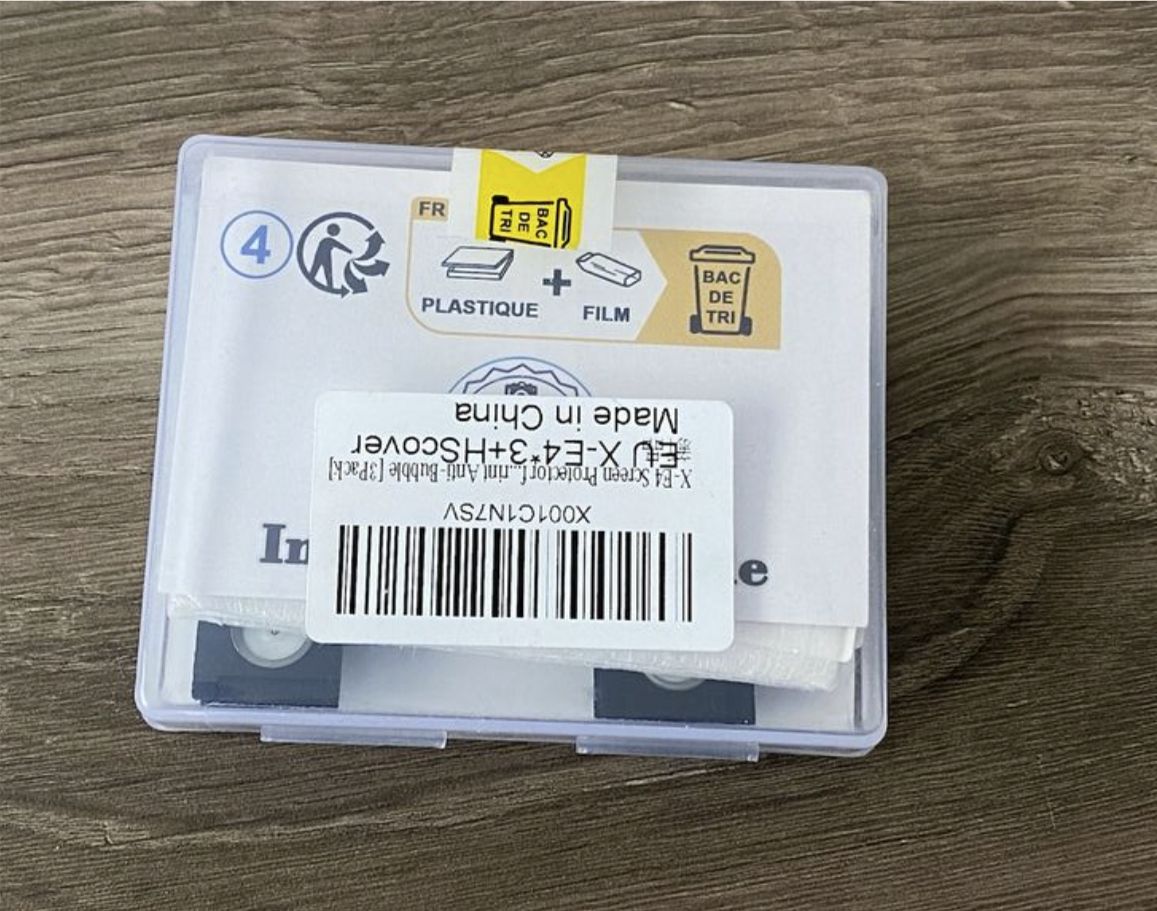 4
FR
BAC
DE
TRI
PLASTIQUE + FILM
BAC
DE
TRI
X001C1N7SV
X-E4 Screen Protector f...rint Anti-Bubble [3Pack]
EU X-E4*3+HScover
Made in China